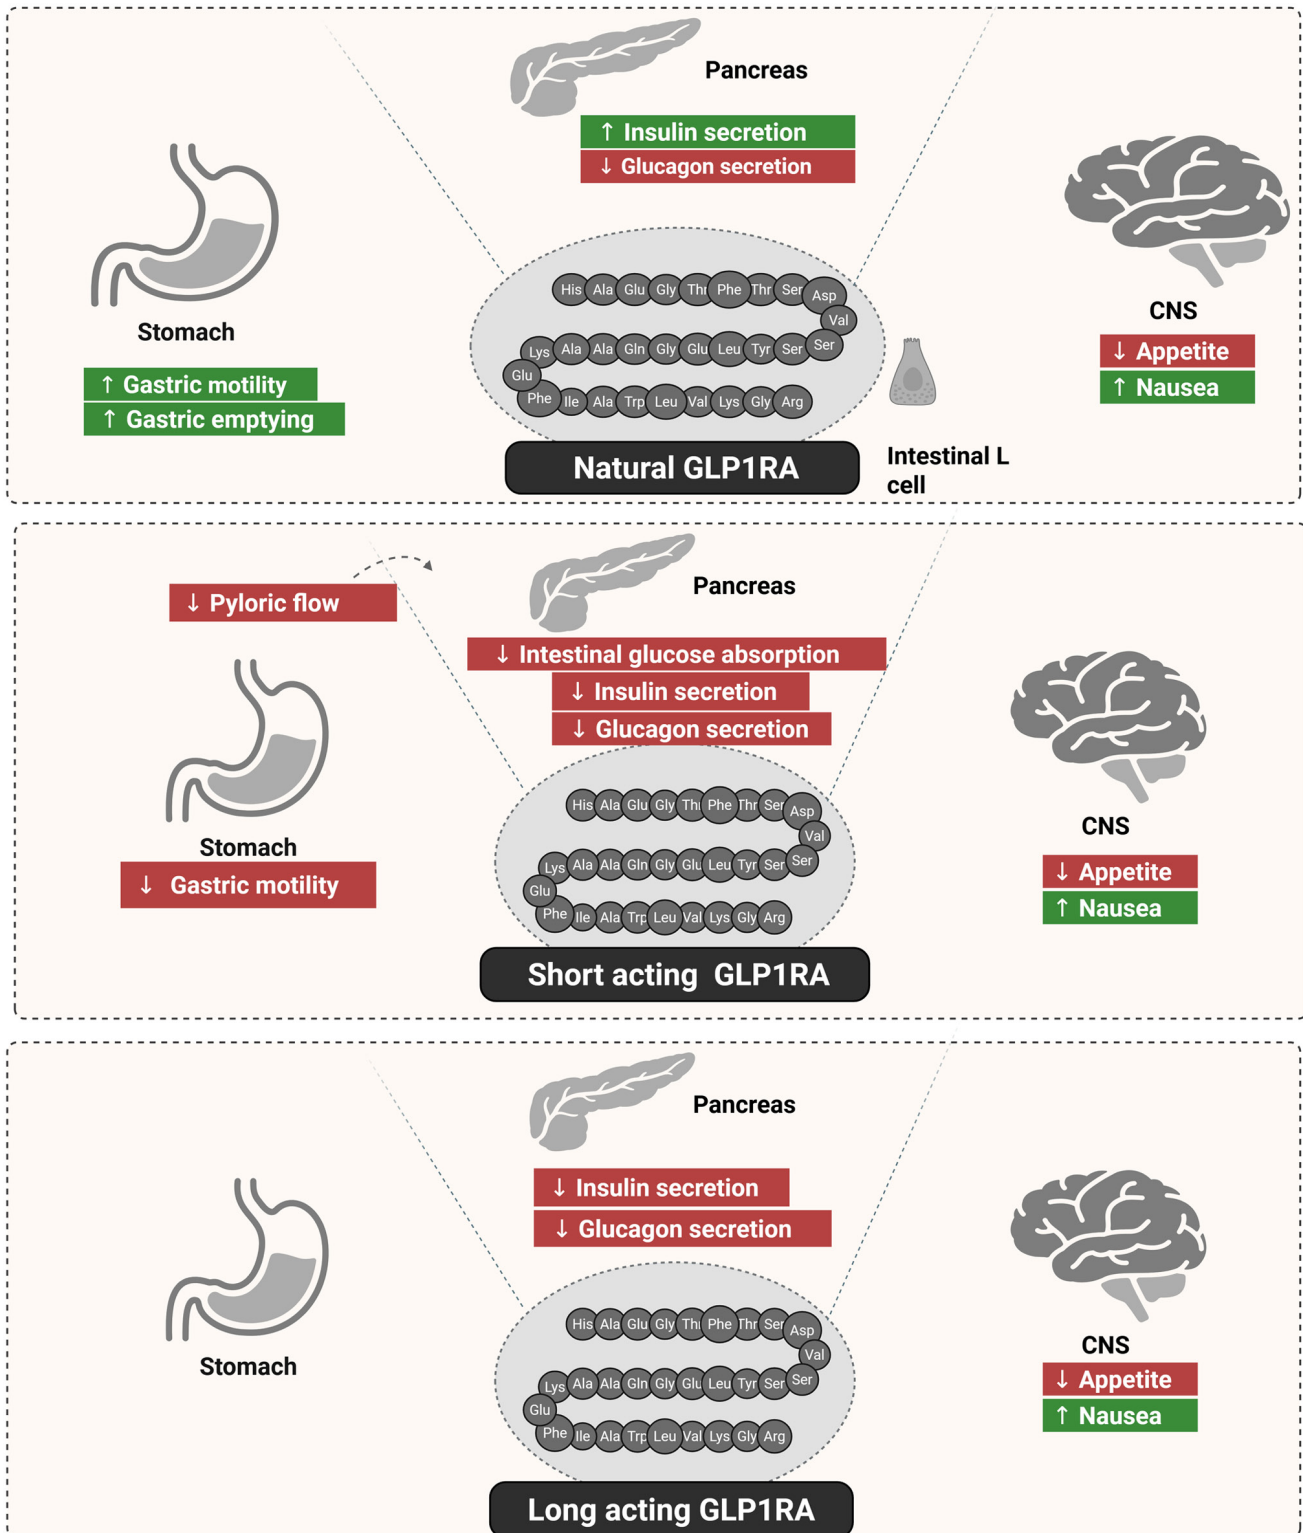 Pancreas
↑ Insulin secretion
↓ Glucagon secretion
Stomach
↑ Gastric motility
↑ Gastric emptying
CNS
↓ Appetite
↑ Nausea
His Ala Glu Gly Thr Phe Thr Ser Asp
Val
Lys Ala Ala Gln Gly Glu Leu Tyr Ser Ser
Glu
Phe Ile Ala Trp Leu Val Lys Gly Arg
Natural GLP1RA
Intestinal L
cell
↓ Pyloric flow
Pancreas
↓ Intestinal glucose absorption
↓ Insulin secretion
↓ Glucagon secretion
Stomach
↓ Gastric motility
CNS
↓ Appetite
↑ Nausea
His Ala Glu Gly Thr Phe Thr Ser Asp
Val
Lys Ala Ala Gln Gly Glu Leu Tyr Ser Ser
Glu
Phe Ile Ala Trp Leu Val Lys Gly Arg
Short acting GLP1RA
Pancreas
↓ Insulin secretion
↓ Glucagon secretion
Stomach
CNS
↓ Appetite
↑ Nausea
His Ala Glu Gly Thr Phe Thr Ser Asp
Val
Lys Ala Ala Gln Gly Glu Leu Tyr Ser Ser
Glu
Phe Ile Ala Trp Leu Val Lys Gly Arg
Long acting GLP1RA